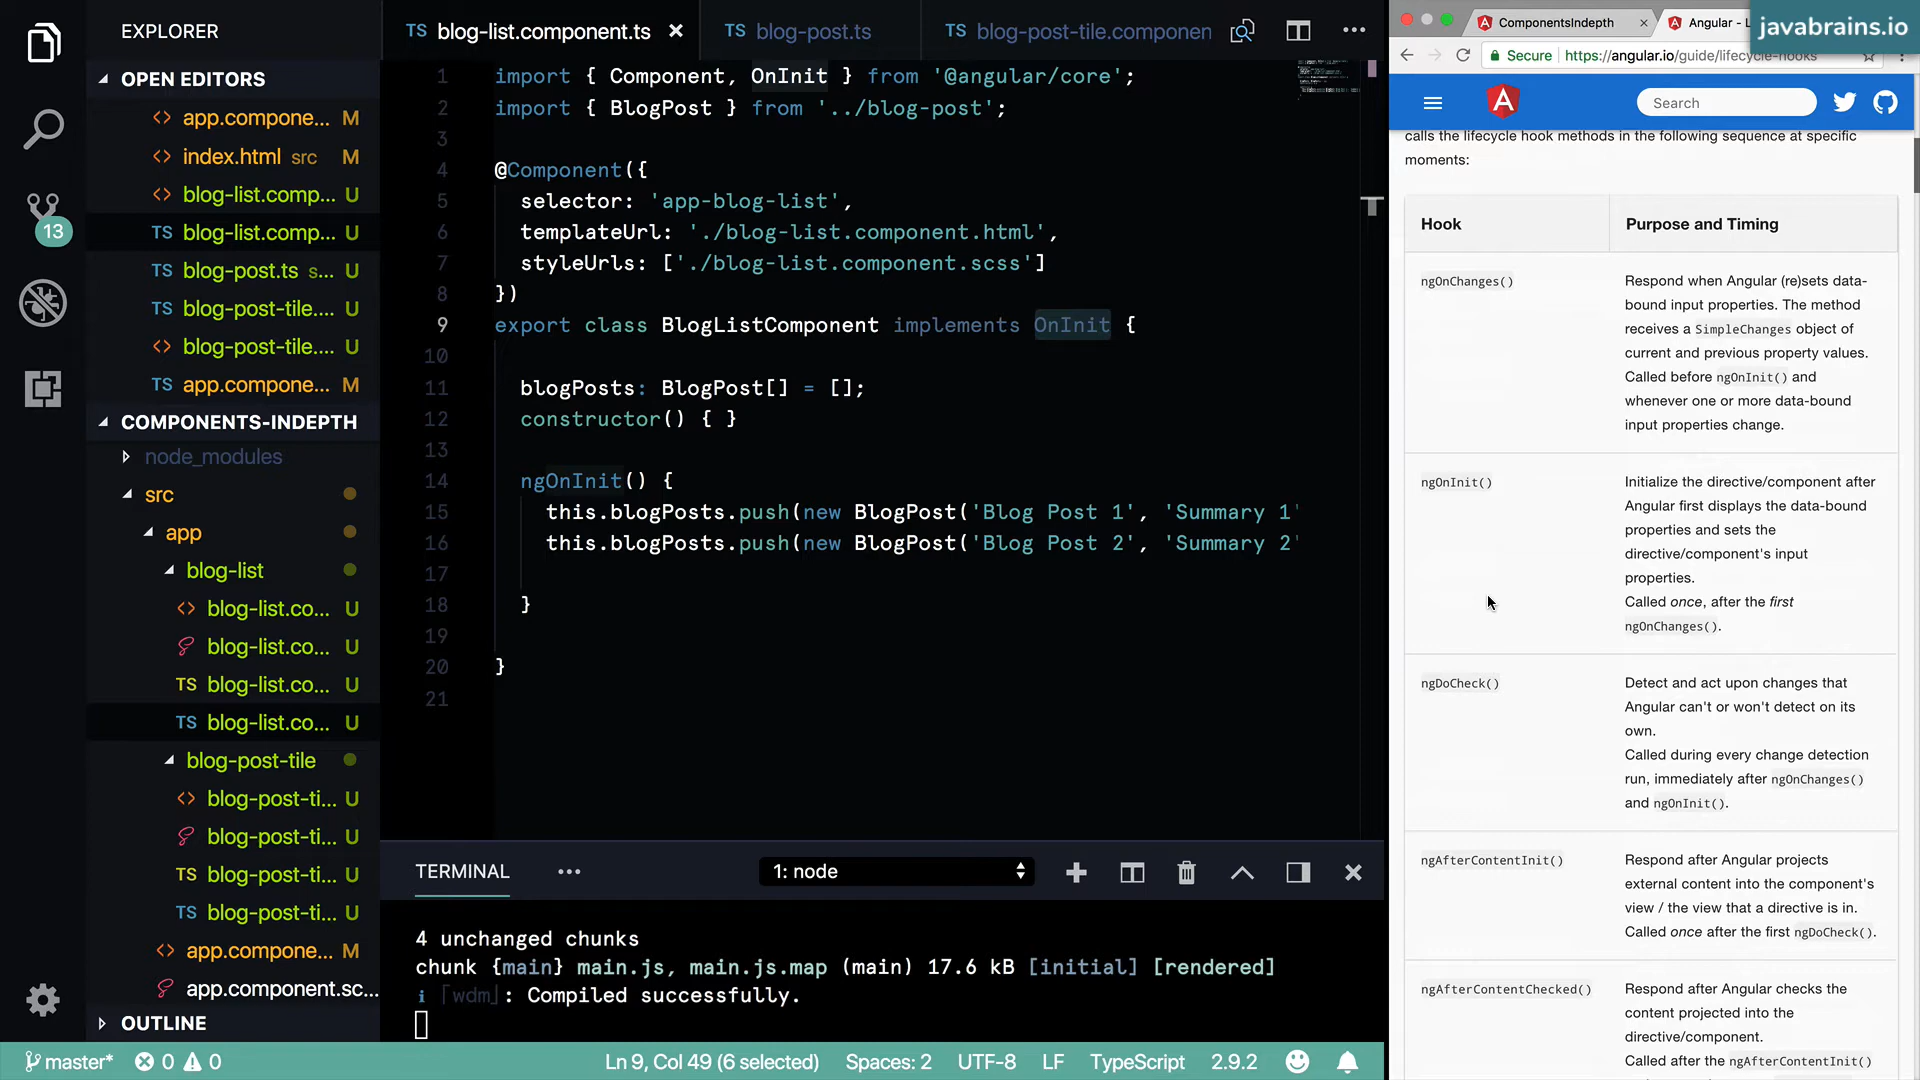 EXPLORER
OPEN EDITORS
app.compone... M
index.html src M
blog-list.comp... U
TS blog-list.comp... U
TS blog-post.ts s... U
TS blog-post-tile.... U
blog-post-tile.... U
TS app.compone... M
COMPONENTS-INDEPTH
node_modules
src
app
blog-list
blog-list.co... U
blog-list.co... U
TS blog-list.co... U
TS blog-list.co... U
blog-post-tile
blog-post-ti... U
blog-post-ti... U
TS blog-post-ti... U
TS blog-post-ti... U
app.compone... M
app.component.sc...
OUTLINE
13
TS blog-list.component.ts
TS blog-post.ts
TS blog-post-tile.componen
1 import { Component, OnInit } from '@angular/core';
2 import { BlogPost } from '../blog-post';
3
4 @Component({
5 selector: 'app-blog-list',
6 templateUrl: './blog-list.component.html',
7 styleUrls: ['./blog-list.component.scss']
8 })
9 export class BlogListComponent implements OnInit {
10
11 blogPosts: BlogPost[] = [];
12 constructor() { }
13
14 ngOnInit() {
15 this.blogPosts.push(new BlogPost('Blog Post 1', 'Summary 1'
16 this.blogPosts.push(new BlogPost('Blog Post 2', 'Summary 2'
17
18 }
19
20 }
21
TERMINAL
1: node
4 unchanged chunks
chunk {main} main.js, main.js.map (main) 17.6 kB [initial] [rendered]
i ｢wdm｣: Compiled successfully.
master* 0 0
Ln 9, Col 49 (6 selected) Spaces: 2 UTF-8 LF TypeScript 2.9.2
ComponentsIndepth
Angular - L
javabrains.io
Secure https://angular.io/guide/lifecycle-hooks
Search
calls the lifecycle hook methods in the following sequence at specific
moments:
Hook Purpose and Timing
ngOnChanges() Respond when Angular (re)sets data-
bound input properties. The method
receives a SimpleChanges object of
current and previous property values.
Called before ngOnInit() and
whenever one or more data-bound
input properties change.
ngOnInit() Initialize the directive/component after
Angular first displays the data-bound
properties and sets the
directive/component's input
properties.
Called once, after the first
ngOnChanges().
ngDoCheck() Detect and act upon changes that
Angular can't or won't detect on its
own.
Called during every change detection
run, immediately after ngOnChanges()
and ngOnInit().
ngAfterContentInit() Respond after Angular projects
external content into the component's
view / the view that a directive is in.
Called once after the first ngDoCheck().
ngAfterContentChecked() Respond after Angular checks the
content projected into the
directive/component.
Called after the ngAfterContentInit()